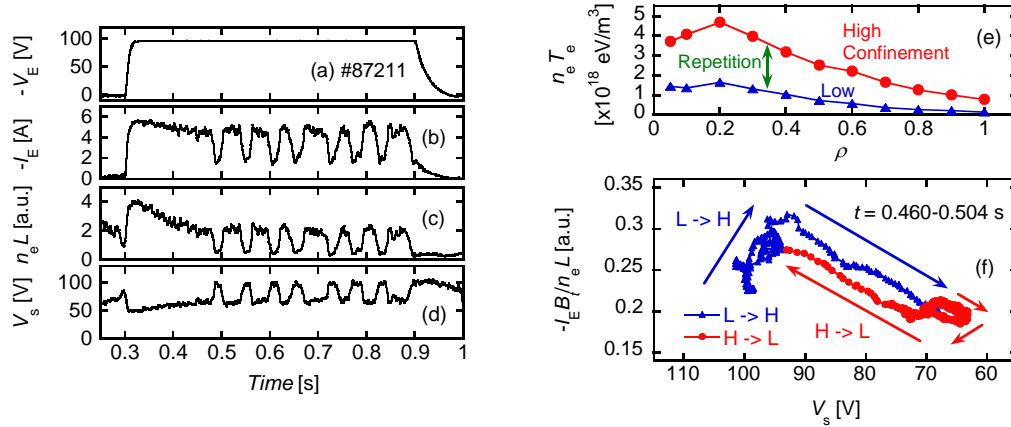 -V_E [V]
100
50
0
(a) #87211
-I_E [A]
6
4
2
0
(b)
n_e L [a.u.]
4
2
0
(c)
V_s [V]
100
50
0
(d)
0.3 0.4 0.5 0.6 0.7 0.8 0.9 1
Time [s]
n_e T_e
[x10^18 eV/m^3]
5
4
3
2
1
0
High (e)
Confinement
Repetition
Low
0 0.2 0.4 0.6 0.8 1
ρ
-I_E B_t/n_e L [a.u.]
0.35
0.3
0.25
0.2
0.15
L -> H
t = 0.460-0.504 s
(f)
L -> H
H -> L
H -> L
110 100 90 80 70 60
V_s [V]